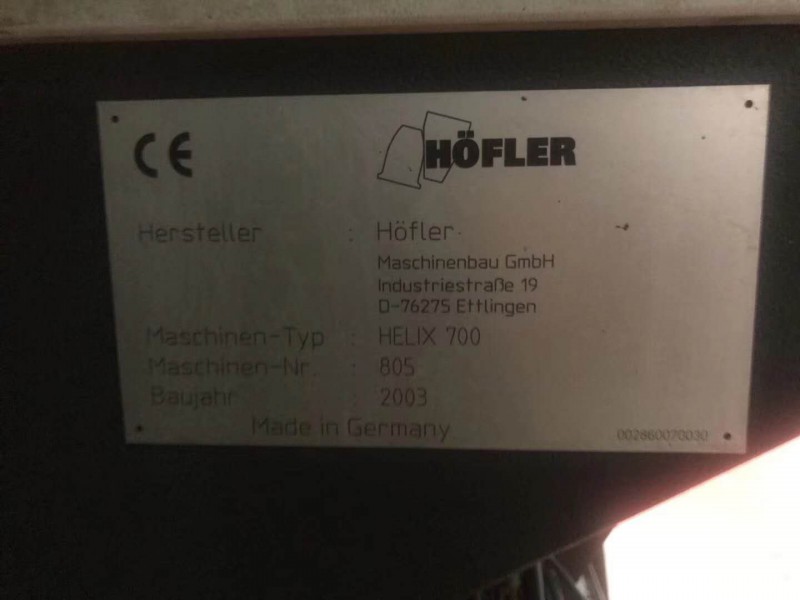 CE
HÖFLER
Hersteller : Höfler
Maschinenbau GmbH
Industriestraße 19
D-76275 Ettlingen
Maschinen-Typ : HELIX 700
Maschinen-Nr. : 805
Baujahr : 2003
Made in Germany
002860070030